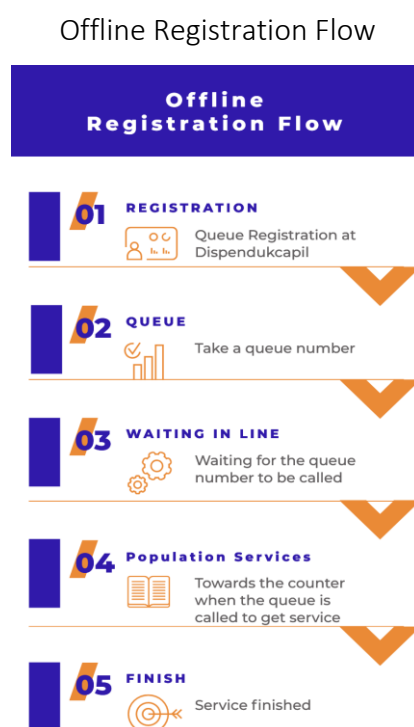 Offline Registration Flow
Offline
Registration Flow
01
REGISTRATION
Queue Registration at
Dispendukcapil
02
QUEUE
Take a queue number
03
WAITING IN LINE
Waiting for the queue
number to be called
04
Population Services
Towards the counter
when the queue is
called to get service
05
FINISH
Service finished